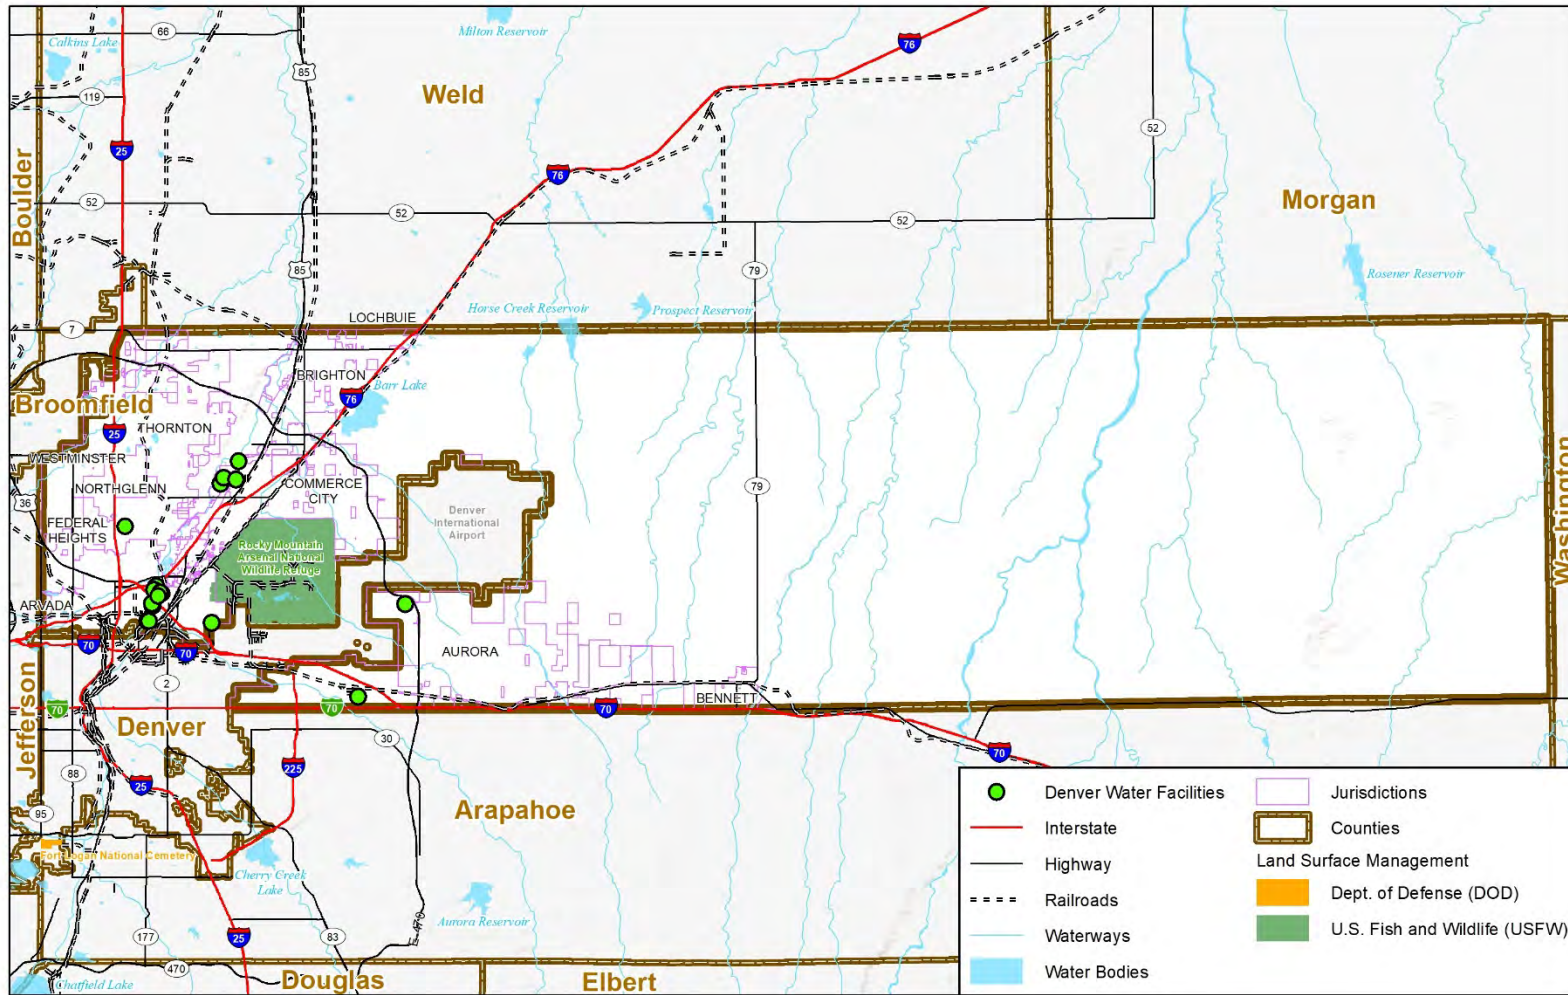 66
Calkins Lake
Milton Reservoir
76
85
Weld
119
25
52
Boulder
76
52
52
52
Morgan
85
79
Rosener Reservoir
Horse Creek Reservoir
Prospect Reservoir
LOCHBUIE
7
BRIGHTON
Barr Lake
76
Broomfield
THORNTON
25
WESTMINSTER
NORTHGLENN
COMMERCE
CITY
79
36
FEDERAL
HEIGHTS
Denver
International
Airport
Washington
Rocky Mountain
Arsenal National
Wildlife Refuge
ARVADA
70
70
AURORA
2
BENNETT
70
70
70
Jefferson
Denver
30
70
88
25
225
95
Arapahoe
Fort Logan National Cemetery
Cherry Creek
Lake
Aurora Reservoir
E-470
177
25
83
470
Chatfield Lake
Douglas
Elbert
Denver Water Facilities
Interstate
Highway
Railroads
Waterways
Water Bodies
Jurisdictions
Counties
Land Surface Management
Dept. of Defense (DOD)
U.S. Fish and Wildlife (USFW)